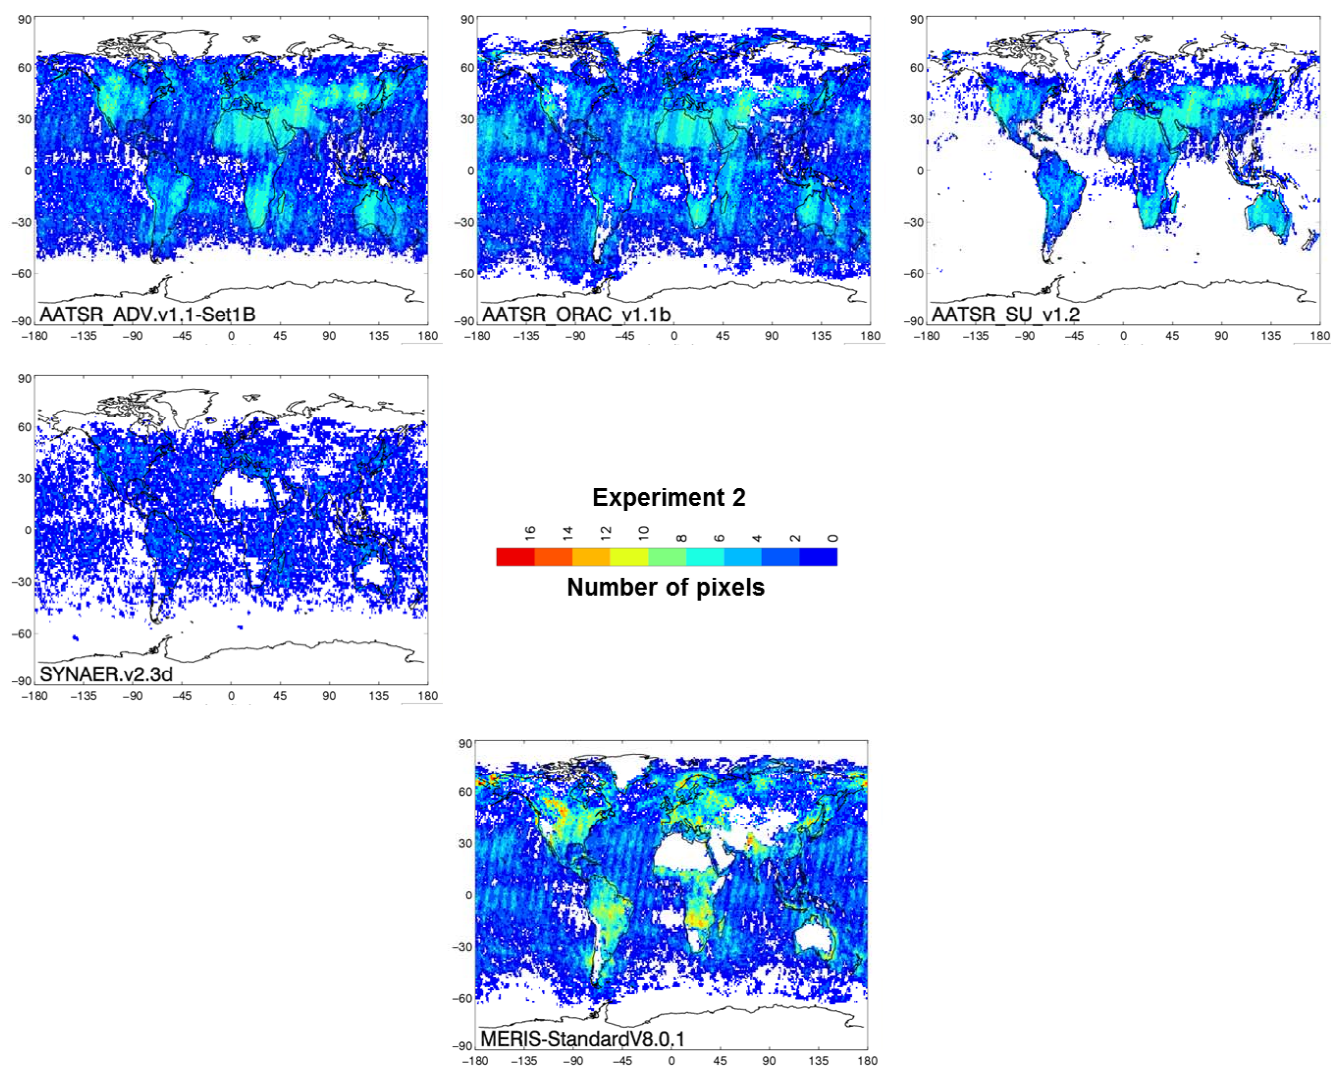 90
60
30
0
−30
−60
−90
AATSR_ADV.v1.1-Set1B
−180 −135 −90 −45 0 45 90 135 180
90
60
30
0
−30
−60
−90
AATSR_ORAC_v1.1b
−180 −135 −90 −45 0 45 90 135 180
90
60
30
0
−30
−60
−90
AATSR_SU_v1.2
−180 −135 −90 −45 0 45 90 135 180
90
60
30
0
−30
−60
−90
SYNAER.v2.3d
−180 −135 −90 −45 0 45 90 135 180
Experiment 2
16 14 12 10 8 6 4 2 0
Number of pixels
90
60
30
0
−30
−60
−90
MERIS-StandardV8.0.1
−180 −135 −90 −45 0 45 90 135 180